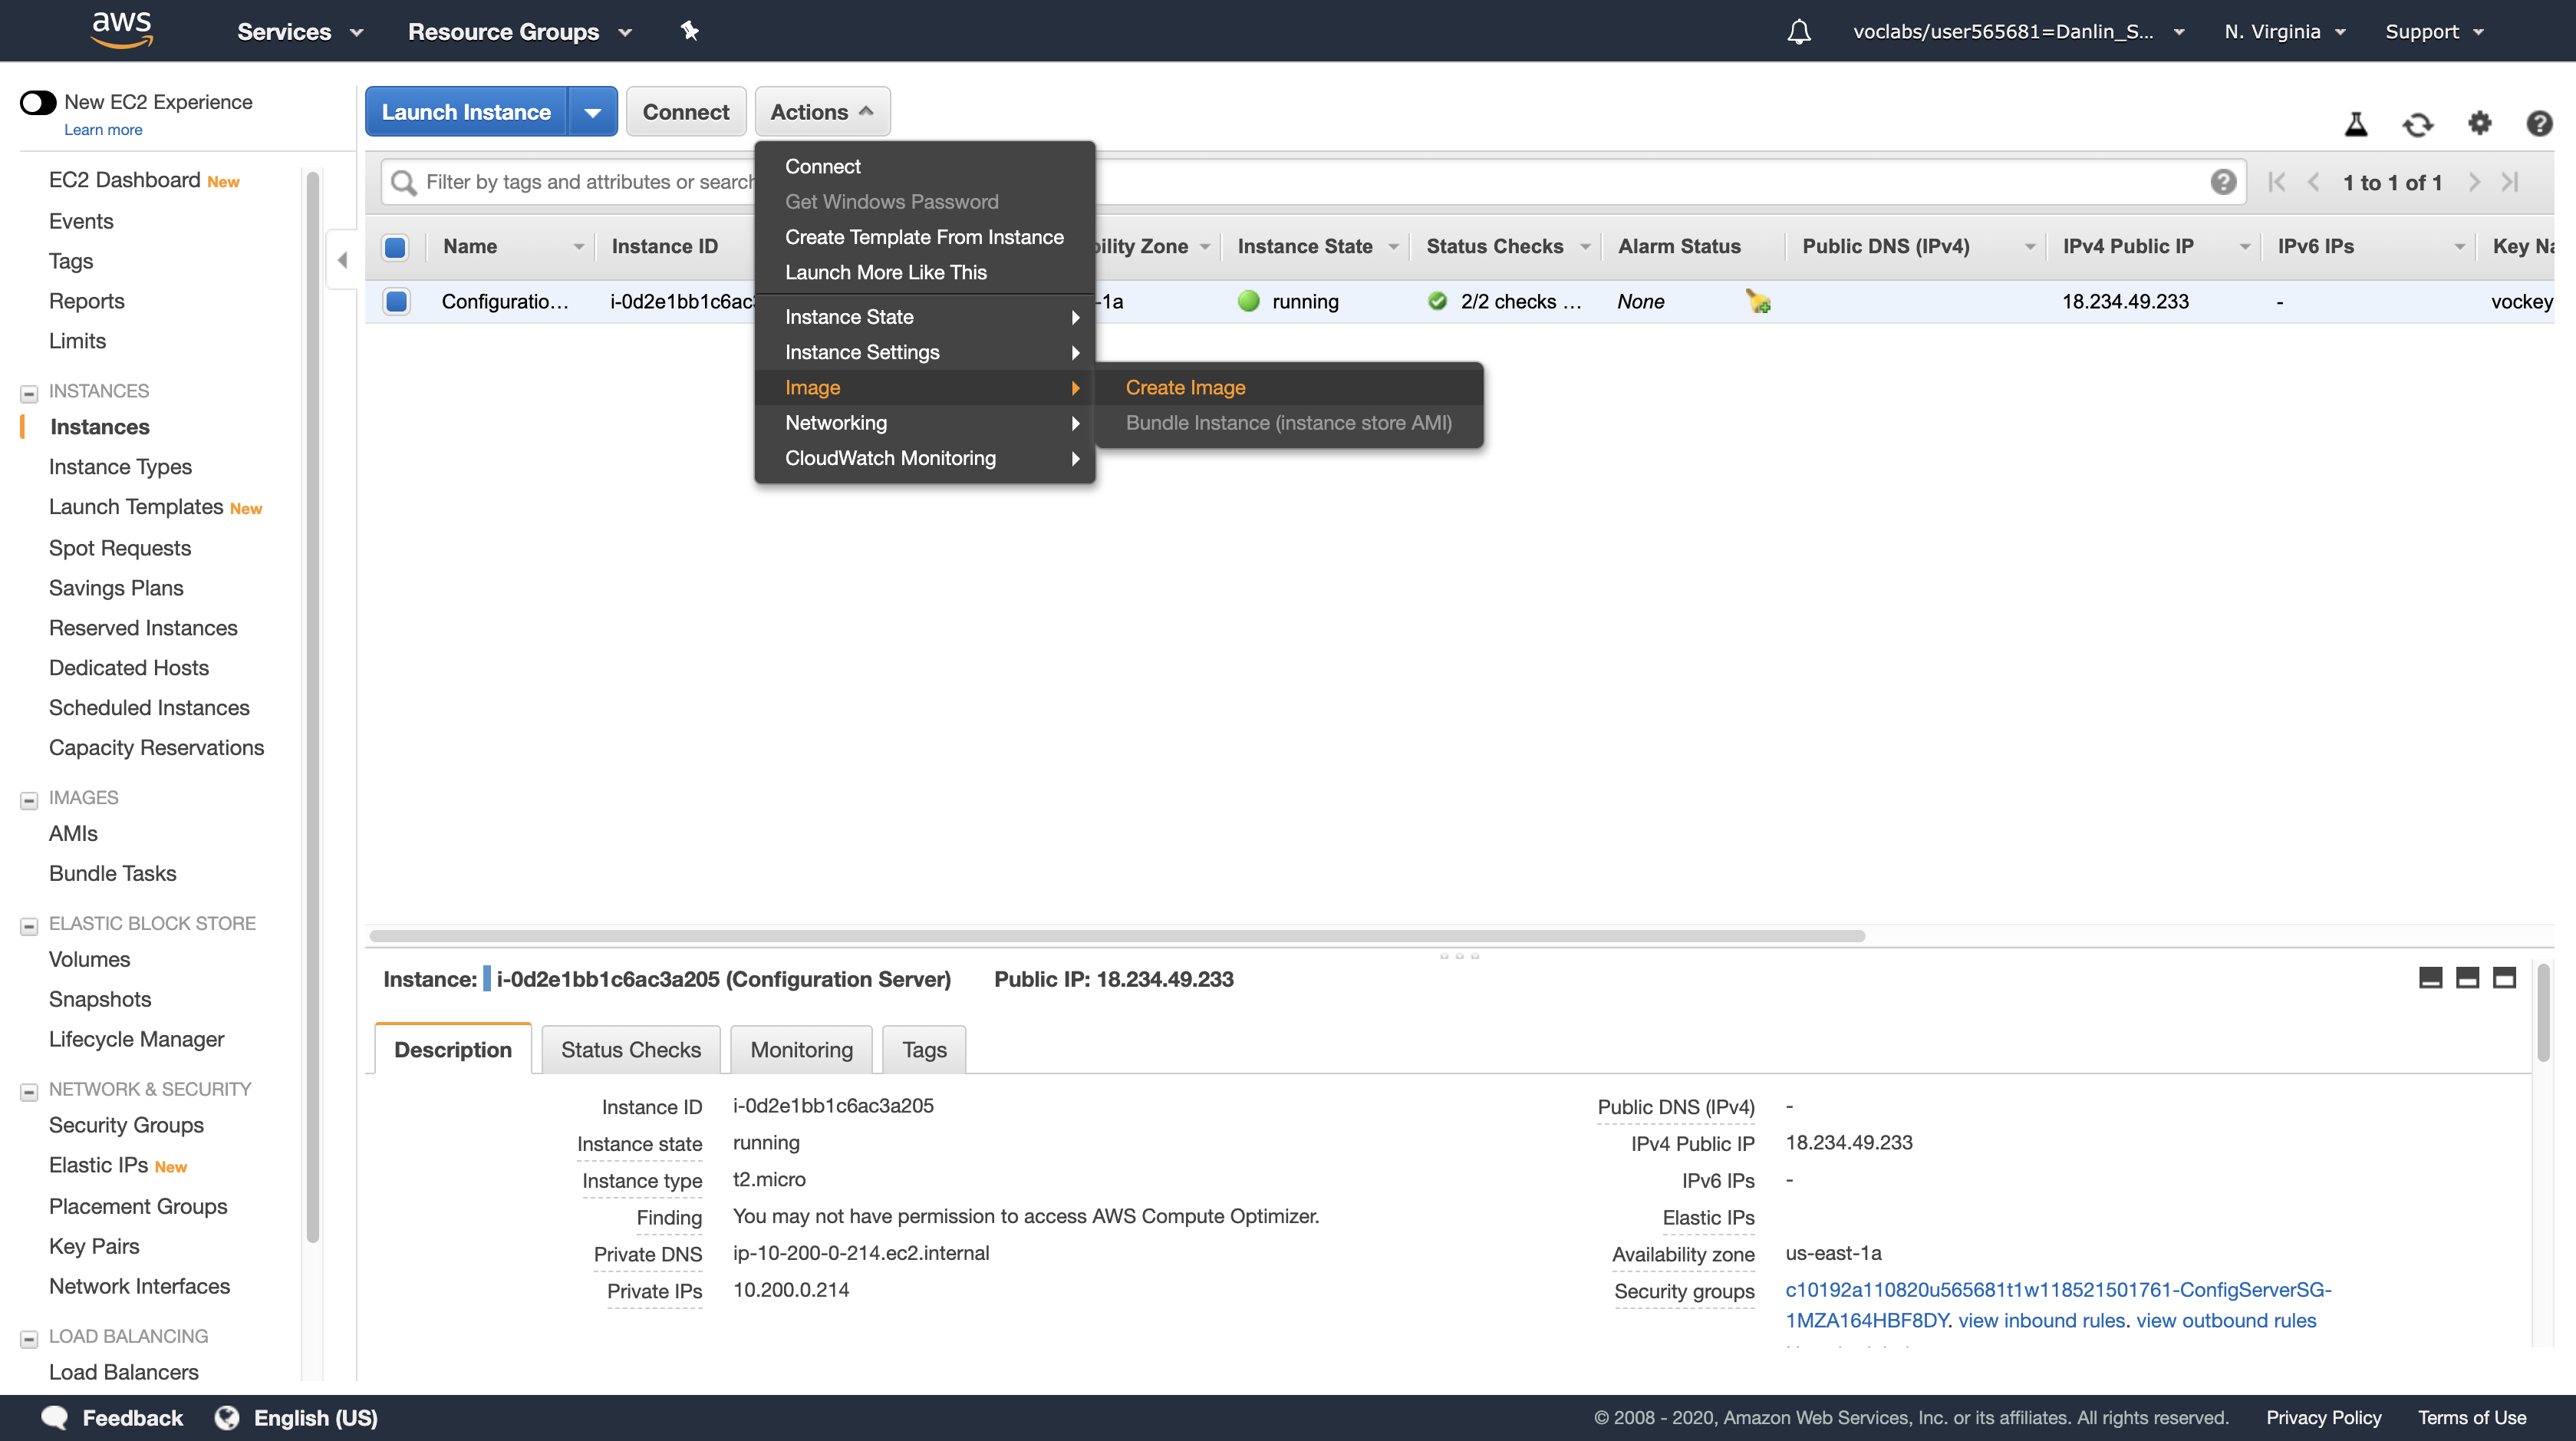 aws
Services
Resource Groups
voclabs/user565681=Danlin_S...
N. Virginia
Support
New EC2 Experience
Learn more
EC2 Dashboard New
Events
Tags
Reports
Limits
INSTANCES
Instances
Instance Types
Launch Templates New
Spot Requests
Savings Plans
Reserved Instances
Dedicated Hosts
Scheduled Instances
Capacity Reservations
IMAGES
AMIs
Bundle Tasks
ELASTIC BLOCK STORE
Volumes
Snapshots
Lifecycle Manager
NETWORK & SECURITY
Security Groups
Elastic IPs New
Placement Groups
Key Pairs
Network Interfaces
LOAD BALANCING
Load Balancers
Launch Instance
Connect
Actions
Connect
Get Windows Password
Create Template From Instance
Launch More Like This
Instance State
Instance Settings
Image
Networking
CloudWatch Monitoring
Create Image
Bundle Instance (instance store AMI)
Filter by tags and attributes or search
1 to 1 of 1
Name
Instance ID
bility Zone
Instance State
Status Checks
Alarm Status
Public DNS (IPv4)
IPv4 Public IP
IPv6 IPs
Key Na
Configuratio...
i-0d2e1bb1c6ac
-1a
running
2/2 checks ...
None
18.234.49.233
-
vockey
Instance: i-0d2e1bb1c6ac3a205 (Configuration Server) Public IP: 18.234.49.233
Description
Status Checks
Monitoring
Tags
Instance ID i-0d2e1bb1c6ac3a205
Instance state running
Instance type t2.micro
Finding You may not have permission to access AWS Compute Optimizer.
Private DNS ip-10-200-0-214.ec2.internal
Private IPs 10.200.0.214
Public DNS (IPv4) -
IPv4 Public IP 18.234.49.233
IPv6 IPs -
Elastic IPs
Availability zone us-east-1a
Security groups c10192a110820u565681t1w118521501761-ConfigServerSG-
1MZA164HBF8DY. view inbound rules. view outbound rules
Feedback
English (US)
© 2008 - 2020, Amazon Web Services, Inc. or its affiliates. All rights reserved.
Privacy Policy
Terms of Use